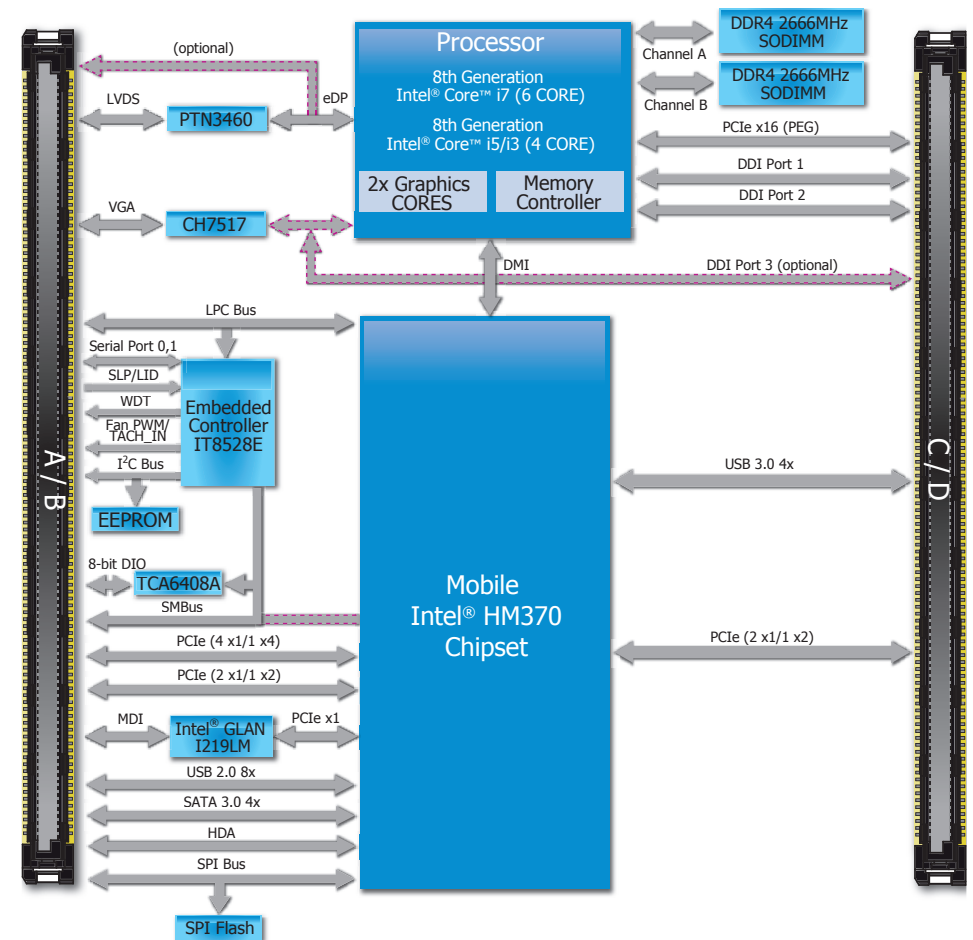 (optional)
LVDS
PTN3460
eDP
Processor
8th Generation
Intel® Core™ i7 (6 CORE)
8th Generation
Intel® Core™ i5/i3 (4 CORE)
2x Graphics
CORES
Memory
Controller
Channel A
DDR4 2666MHz
SODIMM
Channel B
DDR4 2666MHz
SODIMM
PCIe x16 (PEG)
DDI Port 1
DDI Port 2
VGA
CH7517
DMI
DDI Port 3 (optional)
LPC Bus
Serial Port 0,1
SLP/LID
WDT
Fan PWM/
TACH_IN
I²C Bus
Embedded
Controller
IT8528E
EEPROM
A / B
C / D
8-bit DIO
TCA6408A
SMBus
Mobile
Intel® HM370
Chipset
USB 3.0 4x
PCIe (2 x1/1 x2)
PCIe (4 x1/1 x4)
PCIe (2 x1/1 x2)
MDI
Intel® GLAN
I219LM
PCIe x1
USB 2.0 8x
SATA 3.0 4x
HDA
SPI Bus
SPI Flash